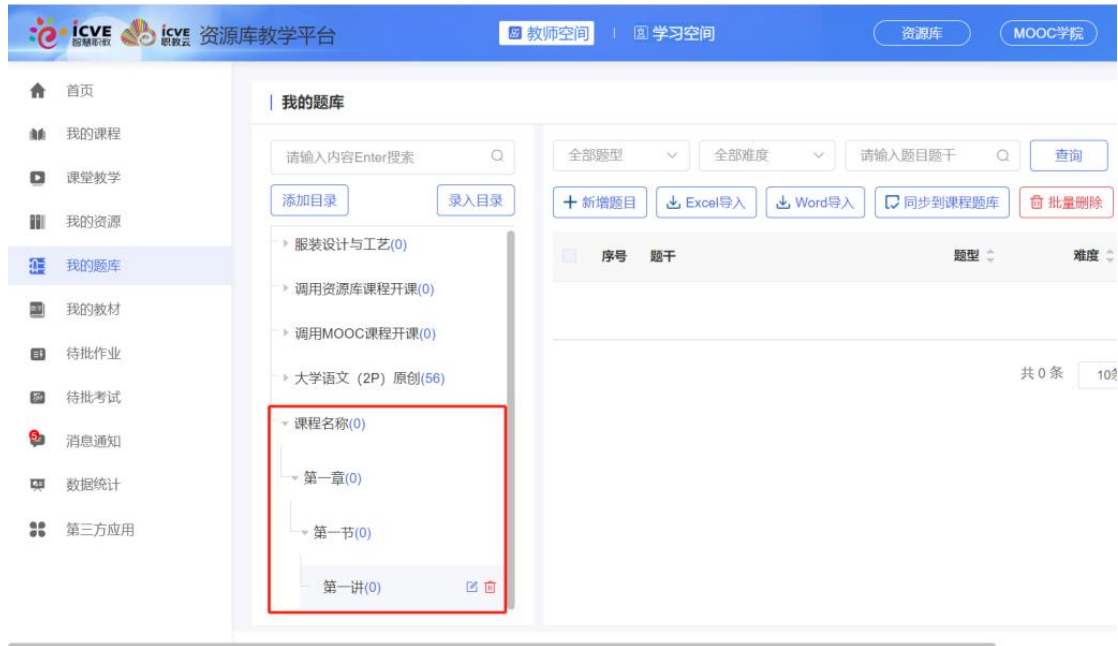 icve 智慧职教 icve 职教云 资源库教学平台 教师空间 学习空间 资源库 MOOC学院
首页
我的课程
课堂教学
我的资源
我的题库
我的教材
待批作业
待批考试
5
消息通知
数据统计
第三方应用
我的题库
请输入内容Enter搜索
添加目录 录入目录
服装设计与工艺(0)
调用资源库课程开课(0)
调用MOOC课程开课(0)
大学语文（2P）原创(56)
课程名称(0)
第一章(0)
第一节(0)
第一讲(0)
全部题型 全部难度 请输入题目题干 查询
新增题目 Excel导入 Word导入 同步到课程题库 批量删除
序号 题干 题型 难度
共 0 条 10